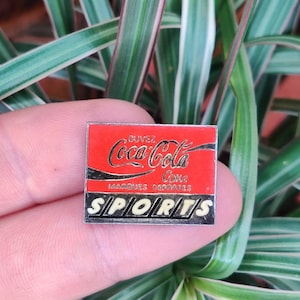 BUVEZ
Coca-Cola
MARQUES DÉPOSÉES
SPORTS